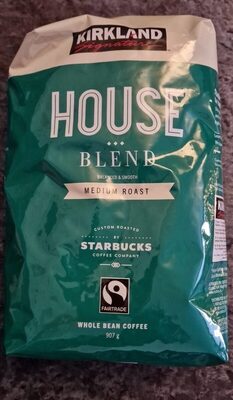 KIRKLAND
Signature
HOUSE
BLEND
BALANCED & SMOOTH
MEDIUM ROAST
CUSTOM ROASTED
BY
STARBUCKS
COFFEE COMPANY
FAIRTRADE
WHOLE BEAN COFFEE
907 g